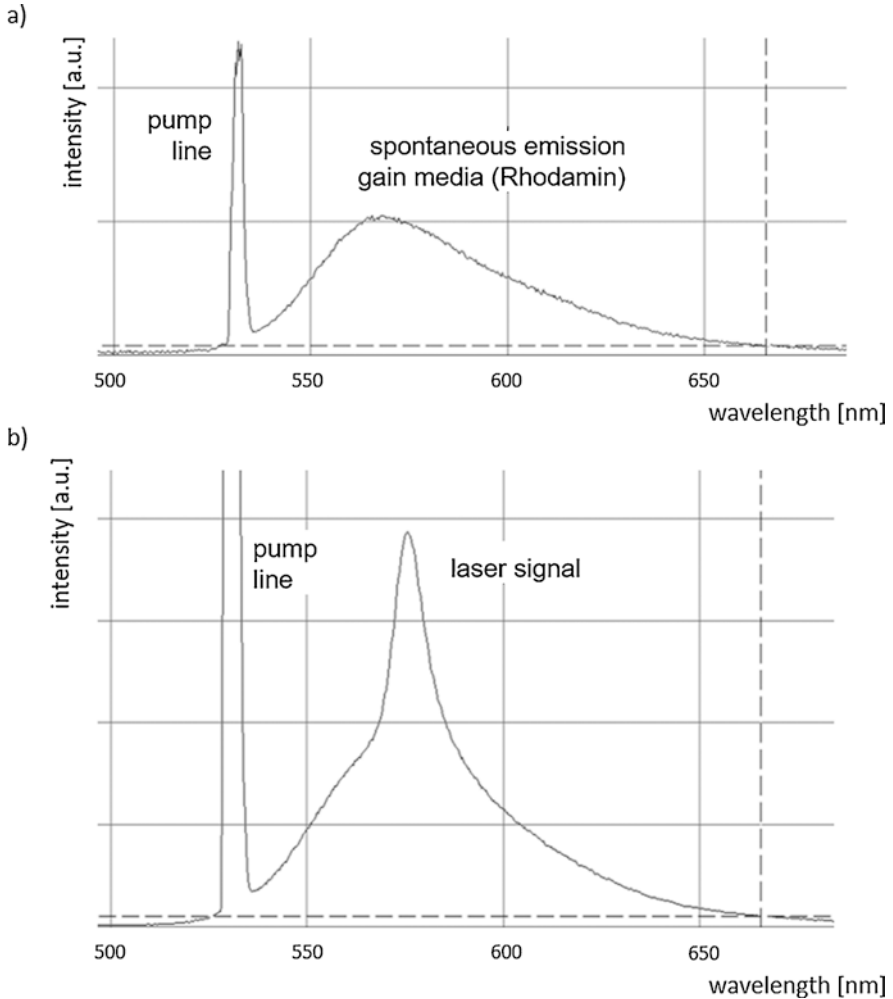 a)
intensity [a.u.]
pump
line
spontaneous emission
gain media (Rhodamin)
500
550
600
650
wavelength [nm]
b)
intensity [a.u.]
pump
line
laser signal
500
550
600
650
wavelength [nm]